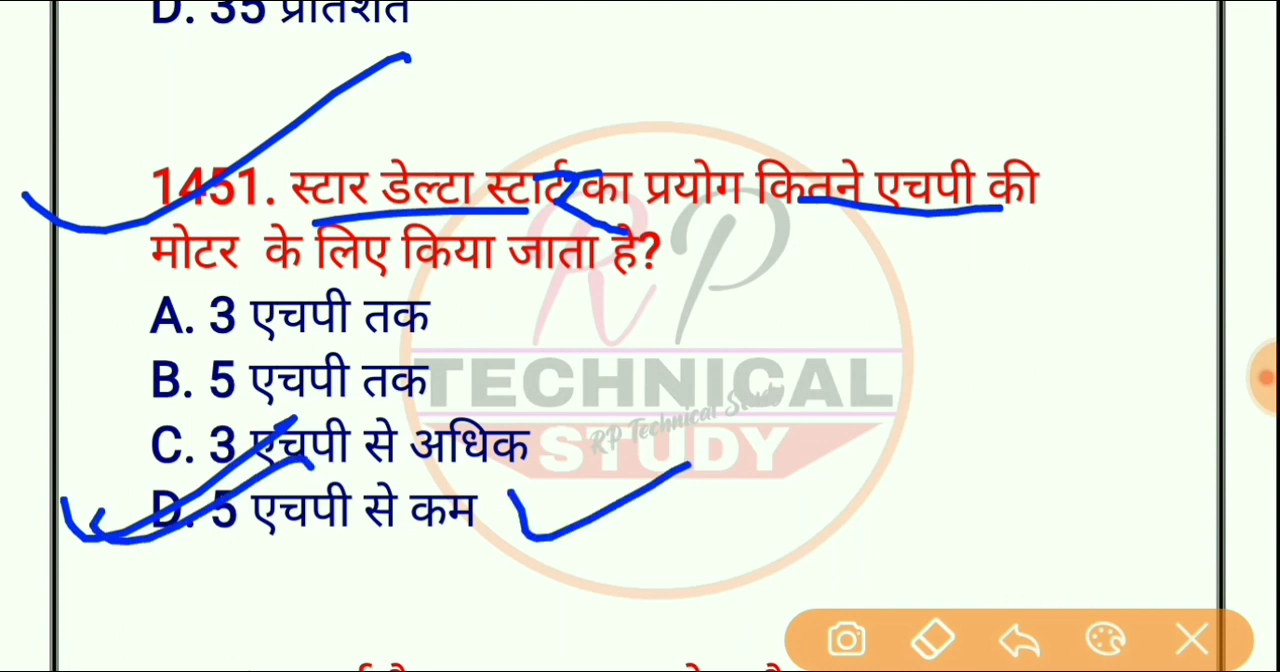 D. 35 प्रतिशत
1451. स्टार डेल्टा स्टार्ट का प्रयोग कितने एचपी की
मोटर के लिए किया जाता है?
A. 3 एचपी तक
B. 5 एचपी तक
C. 3 एचपी से अधिक
D. 5 एचपी से कम
RP
TECHNICAL
STUDY
RP Technical Study